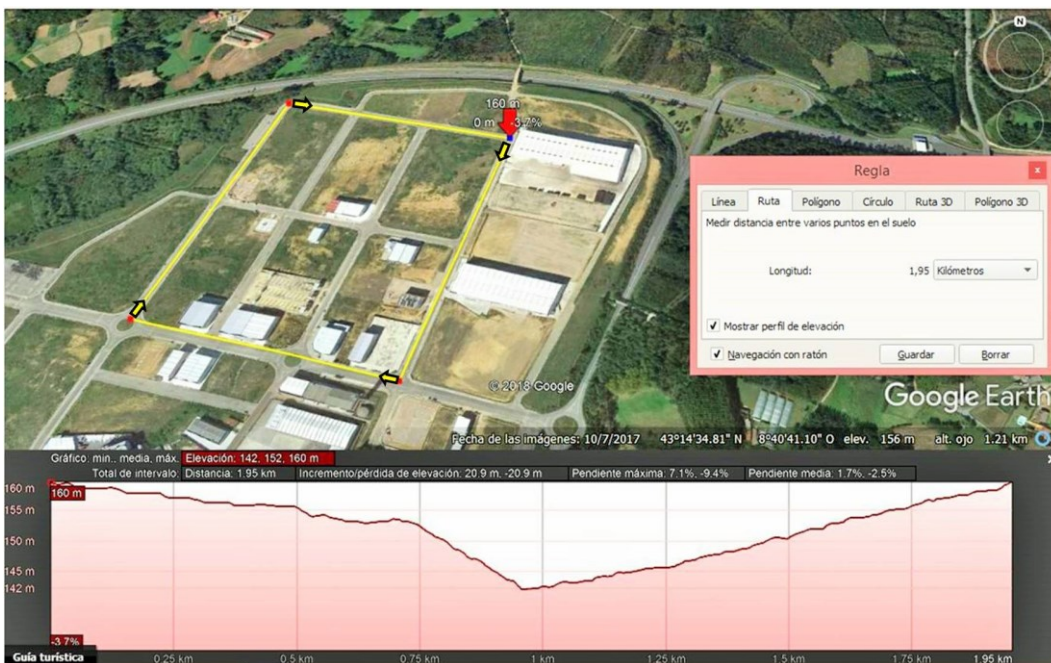 N
160 m
0 m -3.7%
Regla
x
Línea Ruta Polígono Círculo Ruta 3D Polígono 3D
Medir distancia entre varios puntos en el suelo
Longitud: 1,95 Kilómetros
Mostrar perfil de elevación
Navegación con ratón Guardar Borrar
© 2018 Google
Google Earth
Fecha de las imágenes: 10/7/2017 43°14'34.81" N 8°40'41.10" O elev. 156 m alt. ojo 1.21 km
Gráfico: min., media, máx. Elevación: 142, 152, 160 m
Total de intervalo: Distancia: 1.95 km Incremento/pérdida de elevación: 20.9 m, -20.9 m Pendiente máxima: 7.1%, -9.4% Pendiente media: 1.7%, -2.5%
160 m
160 m
155 m
150 m
145 m
142 m
-3.7%
Guía turística 0.25 km 0.5 km 0.75 km 1 km 1.25 km 1.5 km 1.75 km 1.95 km